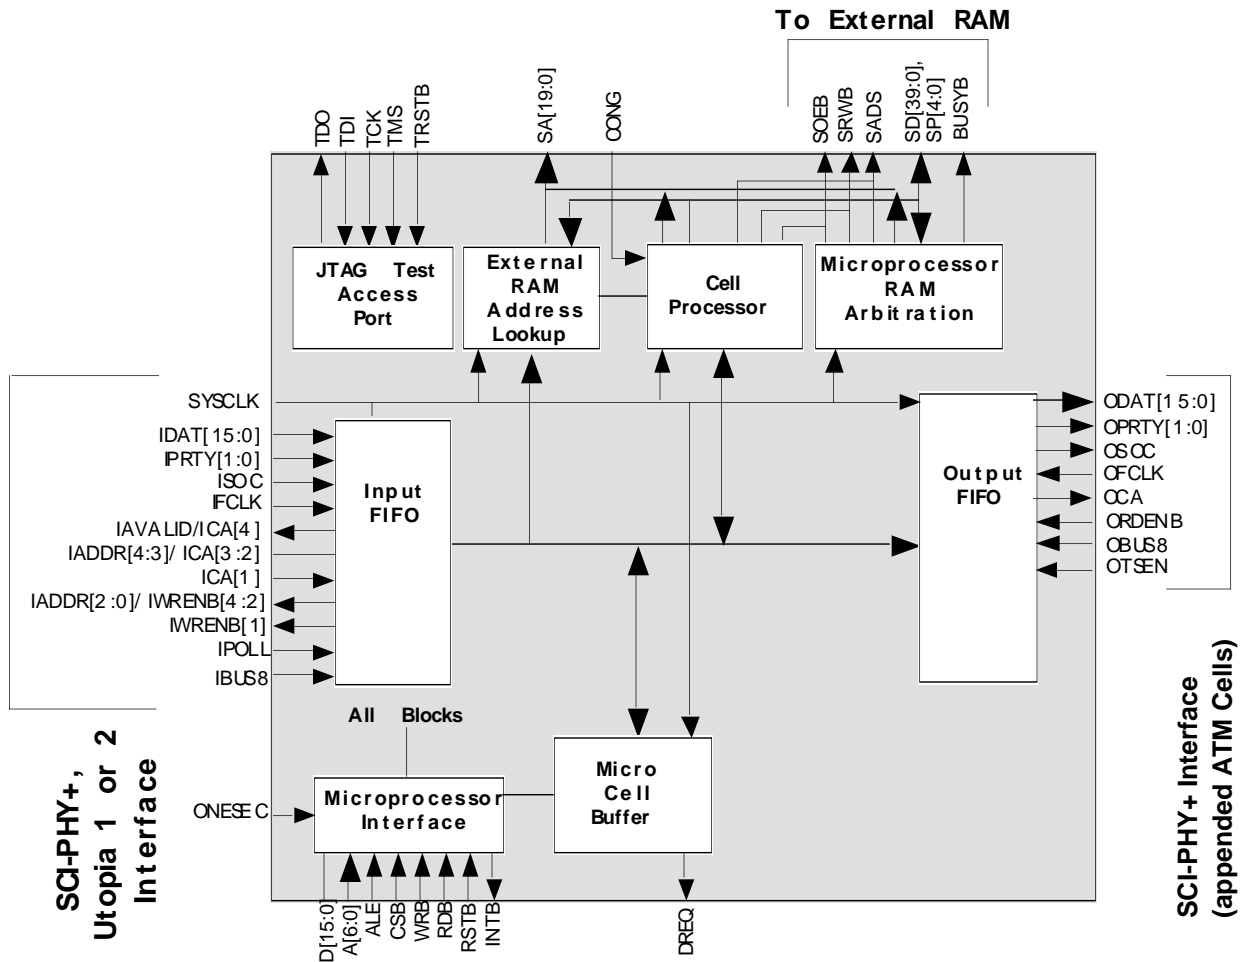 To External RAM
TDO
TDI
TCK
TMS
TRSTB
SA[19:0]
CONG
SOEB
SRWB
SADS
SD[39:0],
SP[4:0]
BUSYB
JTAG Test
Access
Port
External
RAM
Address
Lookup
Cell
Processor
Microprocessor
RAM
Arbitration
SYSCLK
IDAT[15:0]
IPRTY[1:0]
ISOC
IFCLK
IAVALID/ICA[4]
IADDR[4:3]/ ICA[3:2]
ICA[1]
IADDR[2:0]/ IWRENB[4:2]
IWRENB[1]
IPOLL
IBUS8
Input
FIFO
Output
FIFO
ODAT[15:0]
OPRTY[1:0]
OSOC
OFCLK
OCA
ORDENB
OBUS8
OTSEN
All Blocks
SCI-PHY+,
Utopia 1 or 2
Interface
SCI-PHY+ Interface
(appended ATM Cells)
ONESEC
Microprocessor
Interface
Micro
Cell
Buffer
D[15:0]
A[6:0]
ALE
CSB
WRB
RDB
RSTB
INTB
DREQ